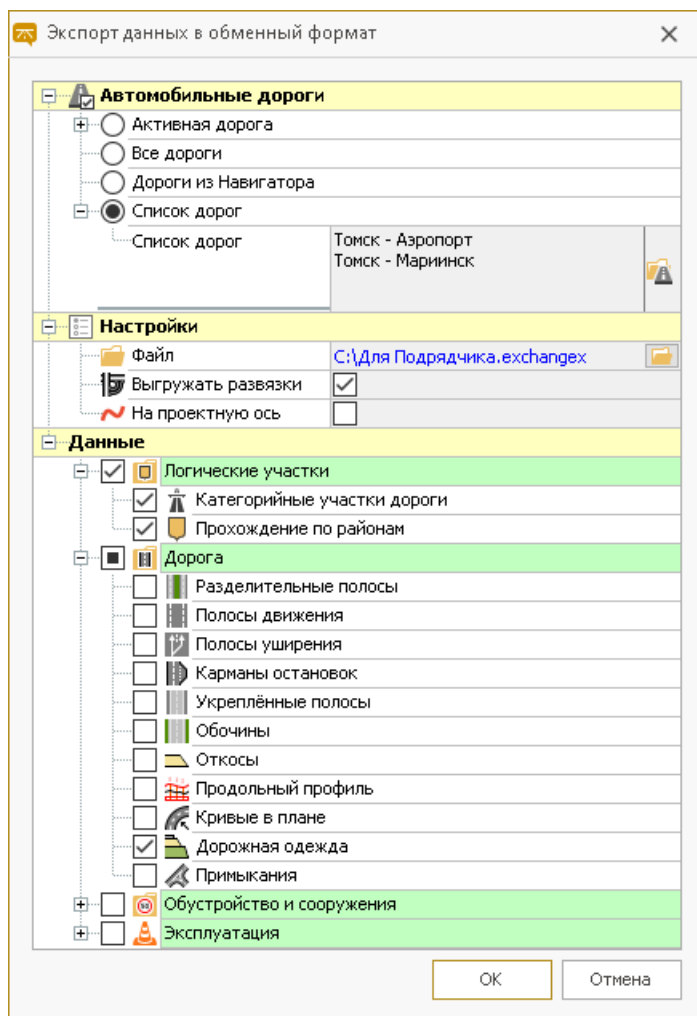 Экспорт данных в обменный формат
Автомобильные дороги
Активная дорога
Все дороги
Дороги из Навигатора
Список дорог
Список дорог
Томск - Аэропорт
Томск - Мариинск
Настройки
Файл C:\Для Подрядчика.exchangex
Выгружать развязки
На проектную ось
Данные
Логические участки
Категорийные участки дороги
Прохождение по районам
Дорога
Разделительные полосы
Полосы движения
Полосы уширения
Карманы остановок
Укреплённые полосы
Обочины
Откосы
Продольный профиль
Кривые в плане
Дорожная одежда
Примыкания
Обустройство и сооружения
Эксплуатация
ОК Отмена